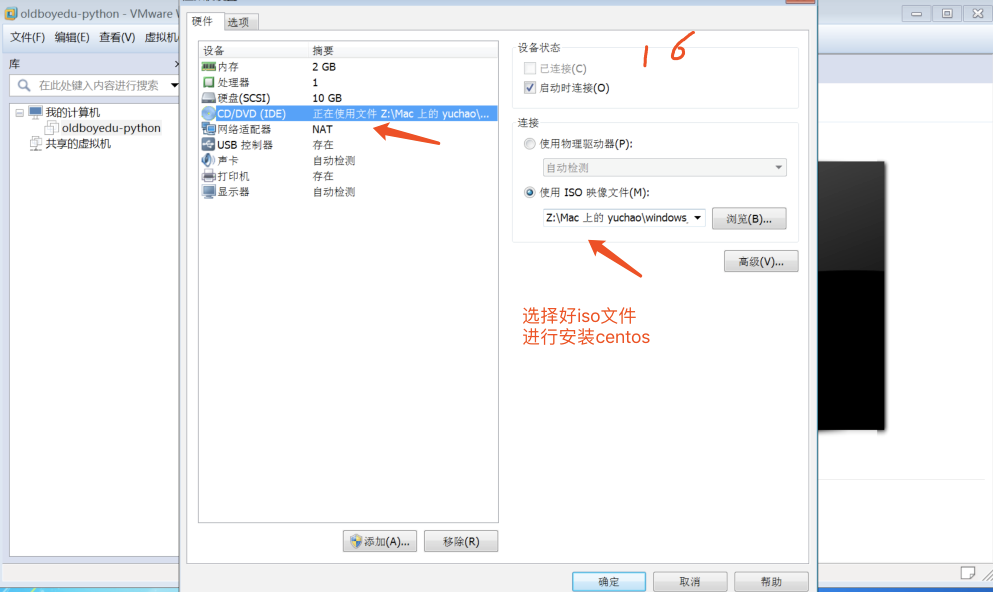 oldboyedu-python - VMware
文件(F) 编辑(E) 查看(V) 虚拟机
库
在此处键入内容进行搜索
我的计算机
oldboyedu-python
共享的虚拟机
硬件 选项
设备 摘要
内存 2 GB
处理器 1
硬盘(SCSI) 10 GB
CD/DVD (IDE) 正在使用文件 Z:\Mac 上的 yuchao\...
网络适配器 NAT
USB 控制器 存在
声卡 自动检测
打印机 存在
显示器 自动检测
添加(A)... 移除(R)
16
设备状态
已连接(C)
启动时连接(O)
连接
使用物理驱动器(P):
自动检测
使用 ISO 映像文件(M):
Z:\Mac 上的 yuchao\windows
浏览(B)...
高级(V)...
选择好iso文件
进行安装centos
确定 取消 帮助